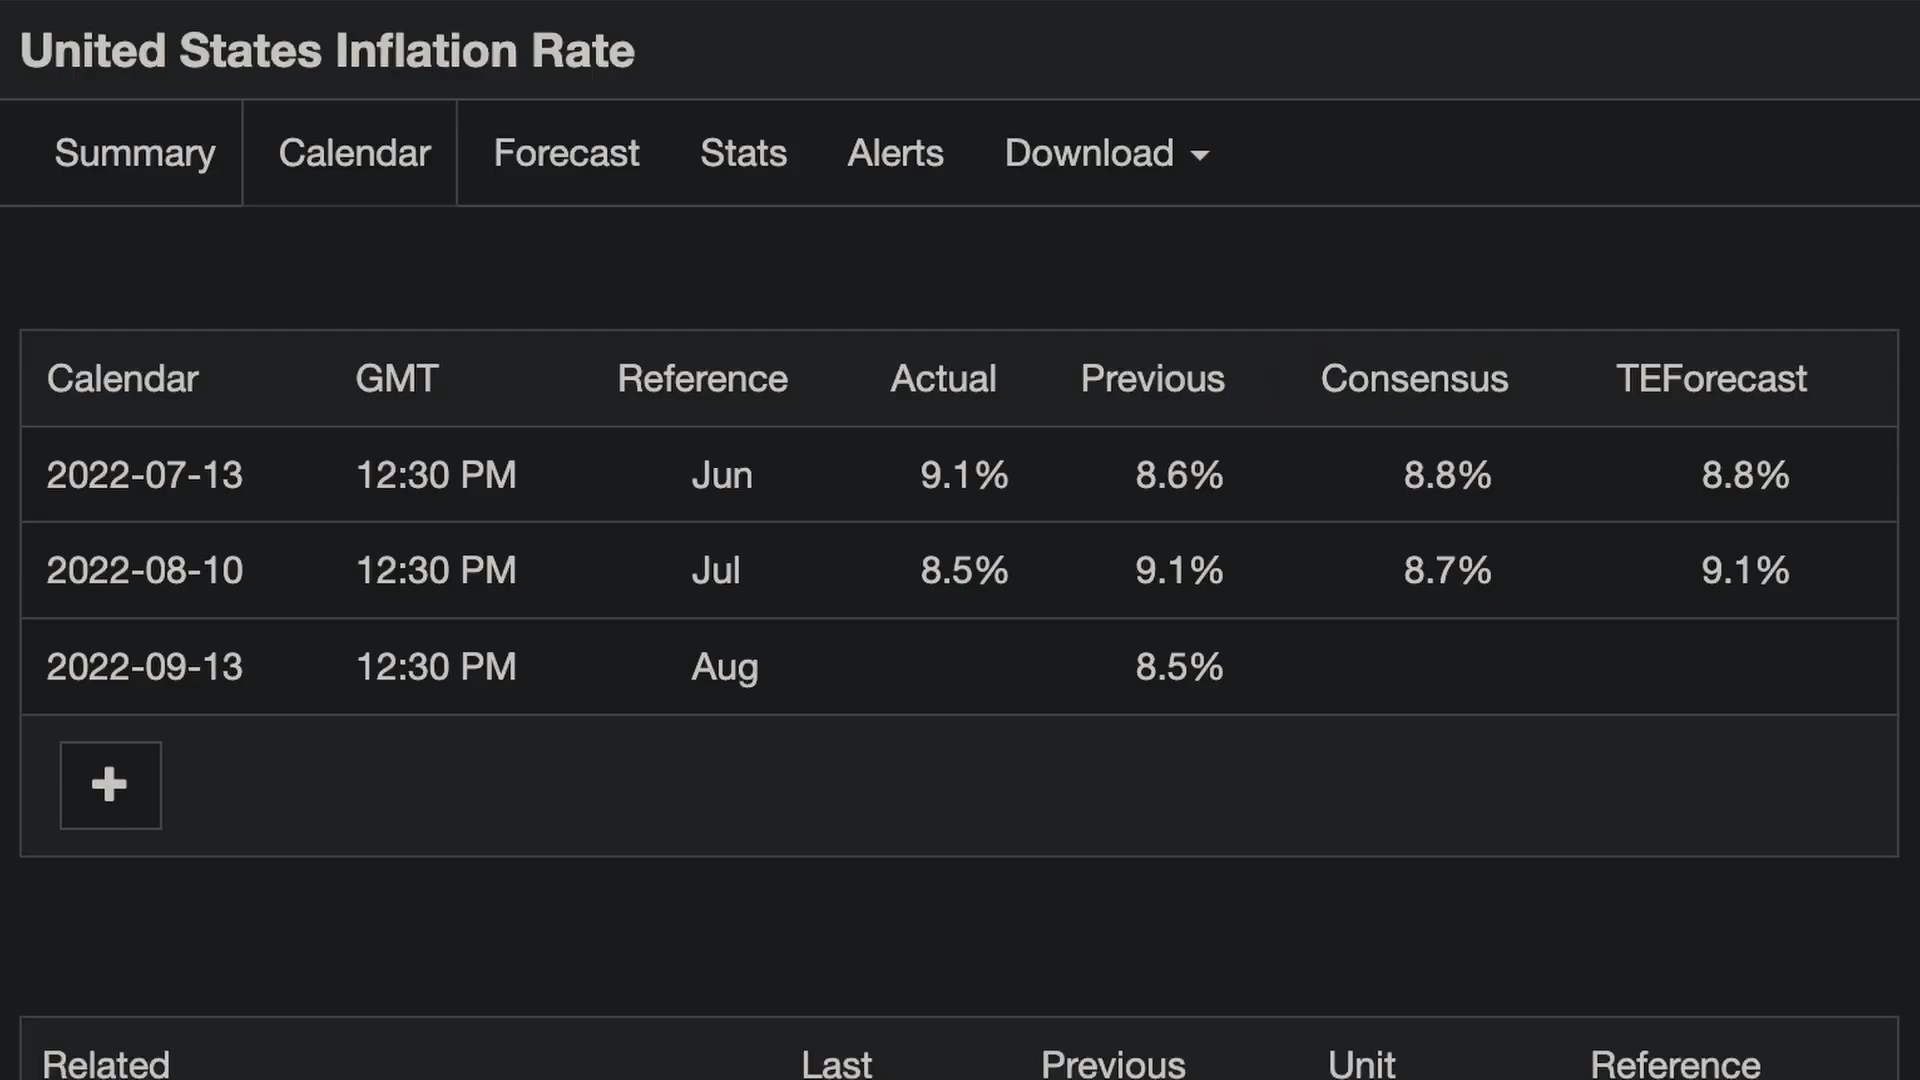 United States Inflation Rate
Summary Calendar Forecast Stats Alerts Download
Calendar GMT Reference Actual Previous Consensus TEForecast
2022-07-13 12:30 PM Jun 9.1% 8.6% 8.8% 8.8%
2022-08-10 12:30 PM Jul 8.5% 9.1% 8.7% 9.1%
2022-09-13 12:30 PM Aug 8.5%
Related Last Previous Unit Reference